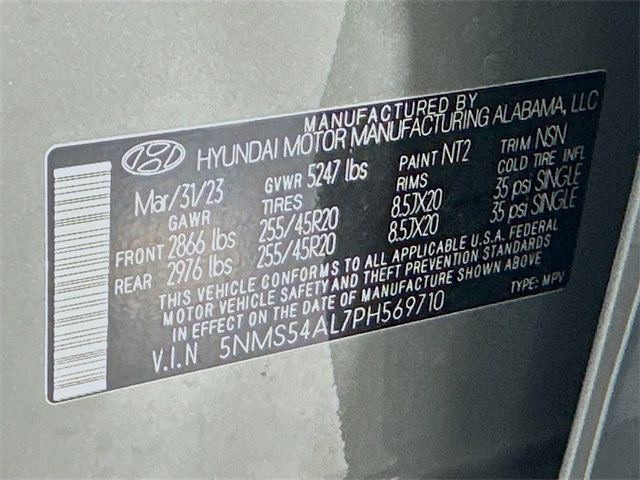 MANUFACTURED BY
HYUNDAI MOTOR MANUFACTURING ALABAMA, LLC
Mar/31/23 GVWR 5247 lbs PAINT NT2 TRIM NSN
GAWR TIRES RIMS COLD TIRE INFL
FRONT 2866 lbs 255/45R20 8.5JX20 35 psi SINGLE
REAR 2976 lbs 255/45R20 8.5JX20 35 psi SINGLE
THIS VEHICLE CONFORMS TO ALL APPLICABLE U.S.A. FEDERAL
MOTOR VEHICLE SAFETY AND THEFT PREVENTION STANDARDS
IN EFFECT ON THE DATE OF MANUFACTURE SHOWN ABOVE
V.I.N 5NMS54AL7PH569710 TYPE: MPV